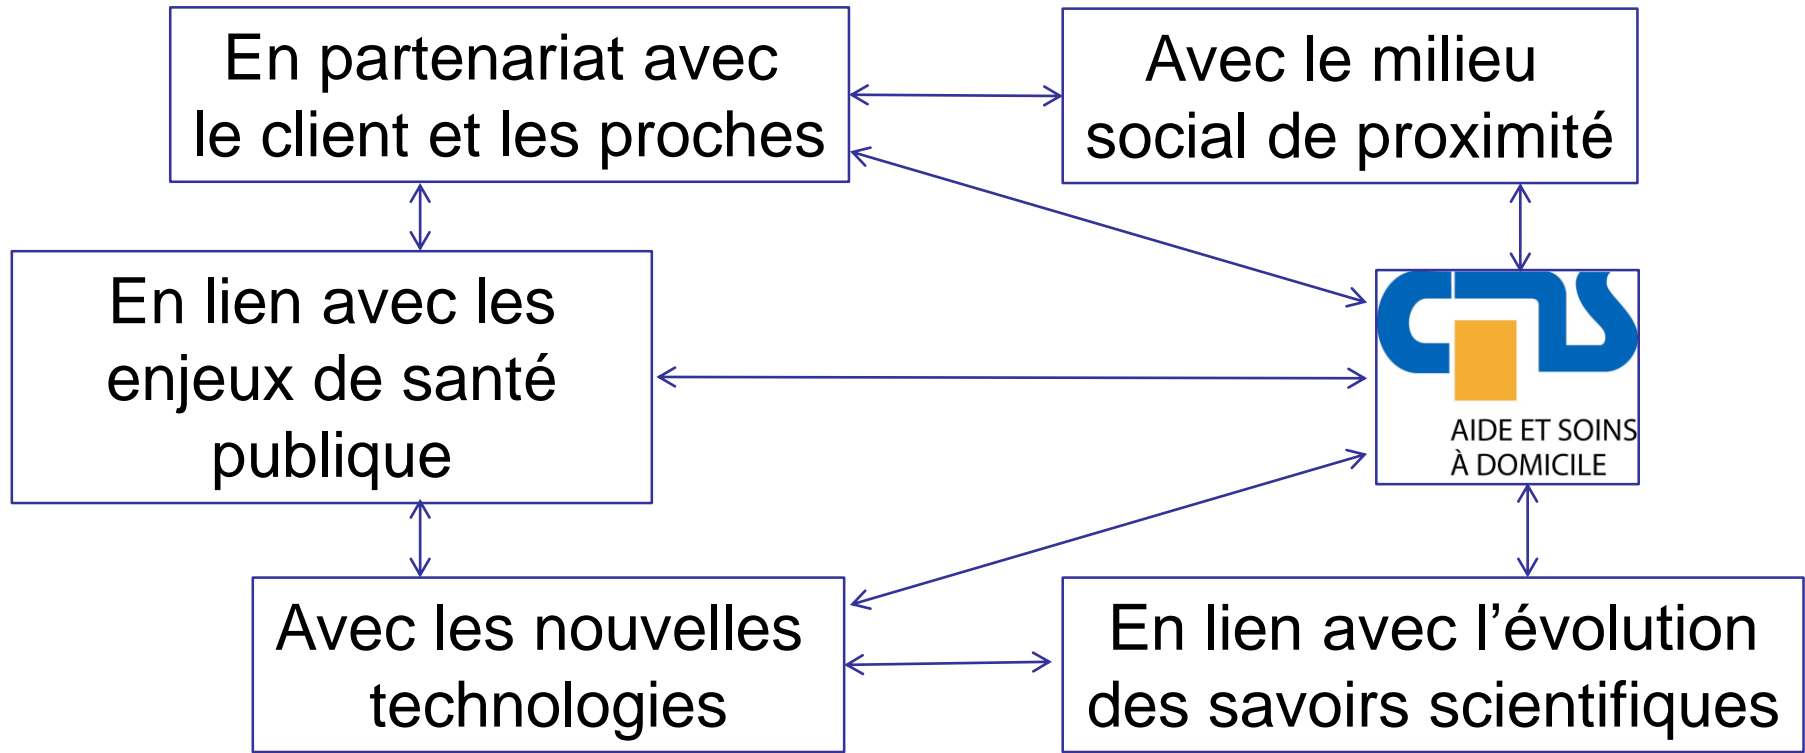 En partenariat avec
le client et les proches
Avec le milieu
social de proximité
En lien avec les
enjeux de santé
publique
cms
AIDE ET SOINS
À DOMICILE
Avec les nouvelles
technologies
En lien avec l’évolution
des savoirs scientifiques